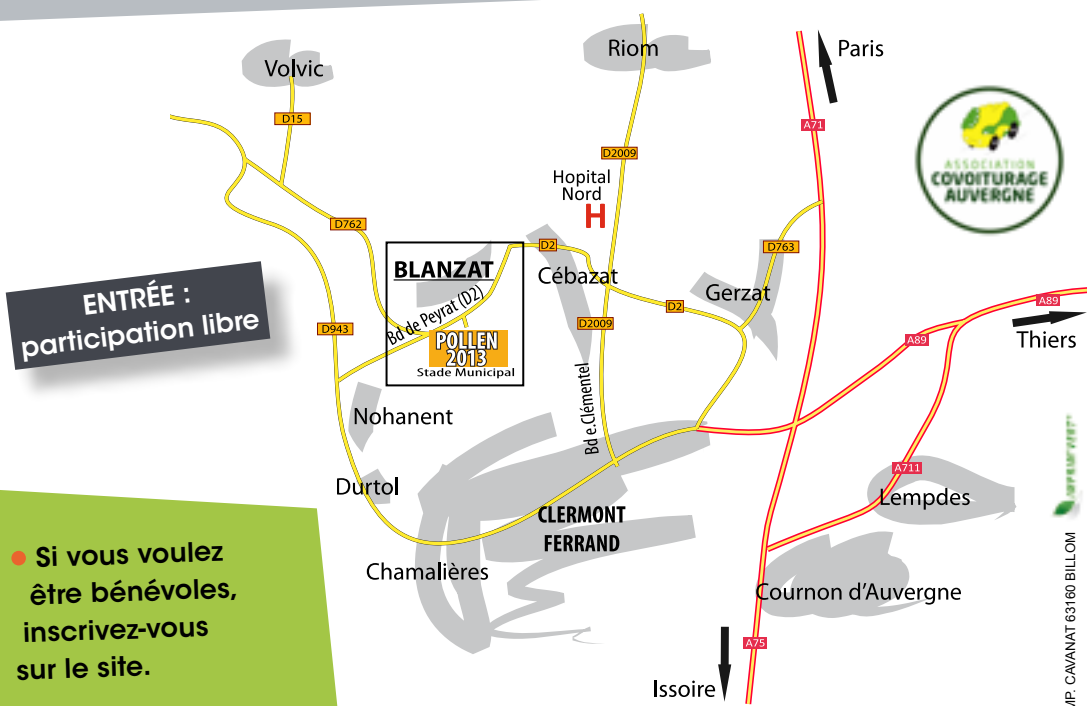 Volvic
Riom
Paris
D15
A71
D2009
ASSOCIATION
COVOITURAGE
AUVERGNE
Hopital
Nord
H
D762
D2
D763
BLANZAT
Cébazat
Gerzat
ENTRÉE :
participation libre
Bd de Peyrat (D2)
D2
A89
D943
D2009
POLLEN
2013
Stade Municipal
A89
Thiers
Nohanent
Bd e.Clémentel
Durtol
A711
Lempdes
CLERMONT
FERRAND
Chamalières
Cournon d'Auvergne
• Si vous voulez
être bénévoles,
inscrivez-vous
sur le site.
A75
Issoire
MP. CAVANAT 63160 BILLOM